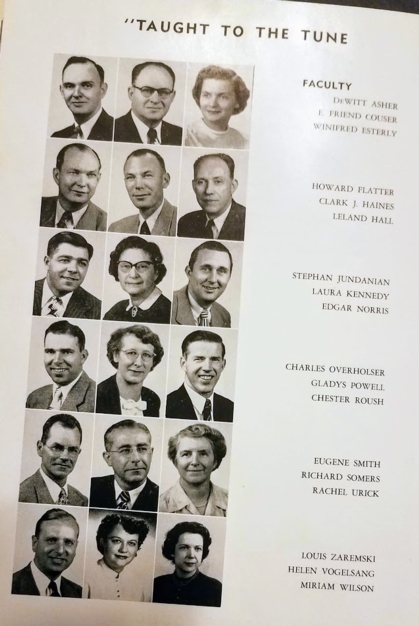 "TAUGHT TO THE TUNE
FACULTY
DeWITT ASHER
E. FRIEND COUSER
WINIFRED ESTERLY
HOWARD FLATTER
CLARK J. HAINES
LELAND HALL
STEPHAN JUNDANIAN
LAURA KENNEDY
EDGAR NORRIS
CHARLES OVERHOLSER
GLADYS POWELL
CHESTER ROUSH
EUGENE SMITH
RICHARD SOMERS
RACHEL URICK
LOUIS ZAREMSKI
HELEN VOGELSANG
MIRIAM WILSON